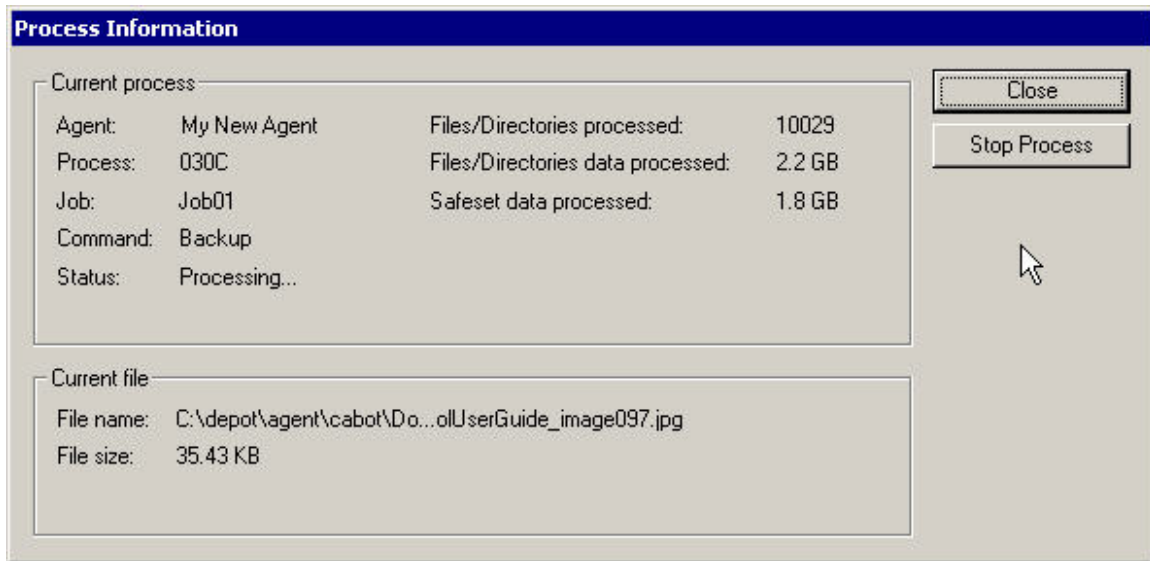 Process Information
Current process
Agent: My New Agent Files/Directories processed: 10029
Process: 030C Files/Directories data processed: 2.2 GB
Job: Job01 Safeset data processed: 1.8 GB
Command: Backup
Status: Processing...
Close
Stop Process
Current file
File name: C:\depot\agent\cabot\Do...olUserGuide_image097.jpg
File size: 35.43 KB